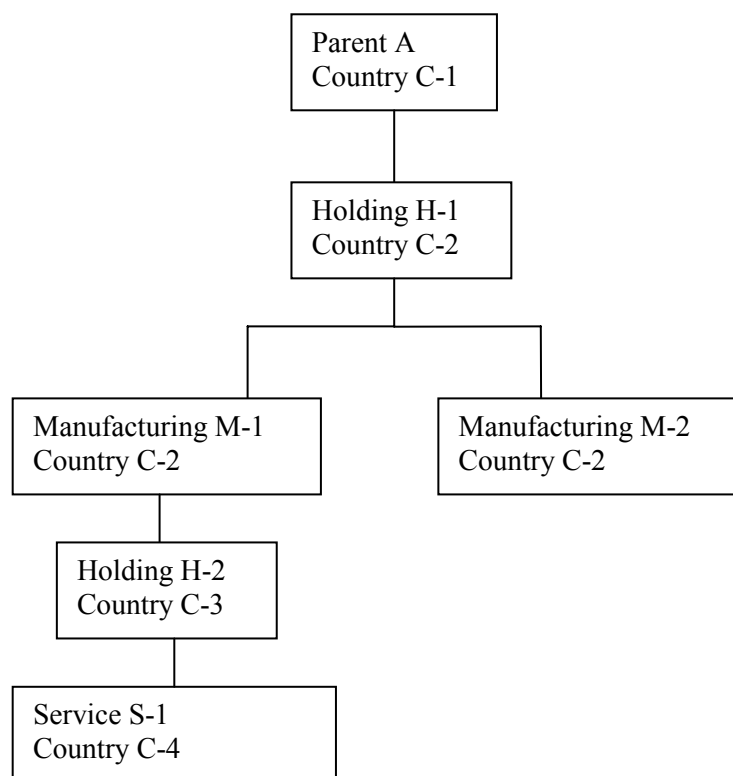 Parent A
Country C-1
Holding H-1
Country C-2
Manufacturing M-1
Country C-2
Manufacturing M-2
Country C-2
Holding H-2
Country C-3
Service S-1
Country C-4